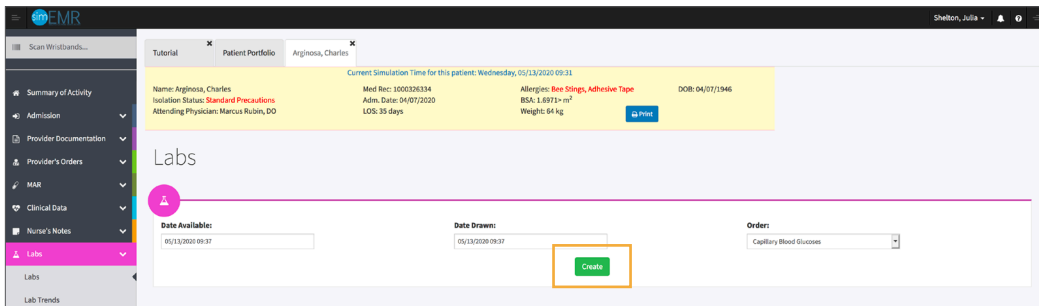 simEMR
Shelton, Julia
Scan Wristbands...
Summary of Activity
Admission
Provider Documentation
Provider's Orders
MAR
Clinical Data
Nurse's Notes
Labs
Labs
Lab Trends
Tutorial
Patient Portfolio
Arginosa, Charles
Current Simulation Time for this patient: Wednesday, 05/13/2020 09:31
Name: Arginosa, Charles
Isolation Status: Standard Precautions
Attending Physician: Marcus Rubin, DO
Med Rec: 1000326334
Adm. Date: 04/07/2020
LOS: 35 days
Allergies: Bee Stings, Adhesive Tape
BSA: 1.6971> m²
Weight: 64 kg
DOB: 04/07/1946
Print
Labs
Date Available:
05/13/2020 09:37
Date Drawn:
05/13/2020 09:37
Order:
Capillary Blood Glucoses
Create